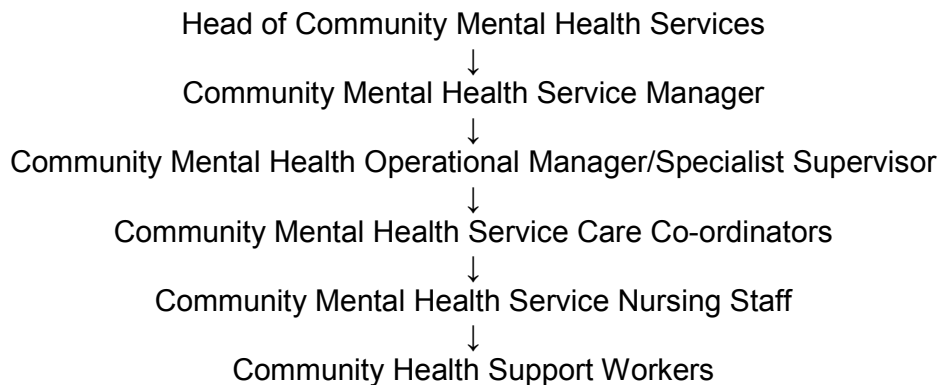 Head of Community Mental Health Services
↓
Community Mental Health Service Manager
↓
Community Mental Health Operational Manager/Specialist Supervisor
↓
Community Mental Health Service Care Co-ordinators
↓
Community Mental Health Service Nursing Staff
↓
Community Health Support Workers